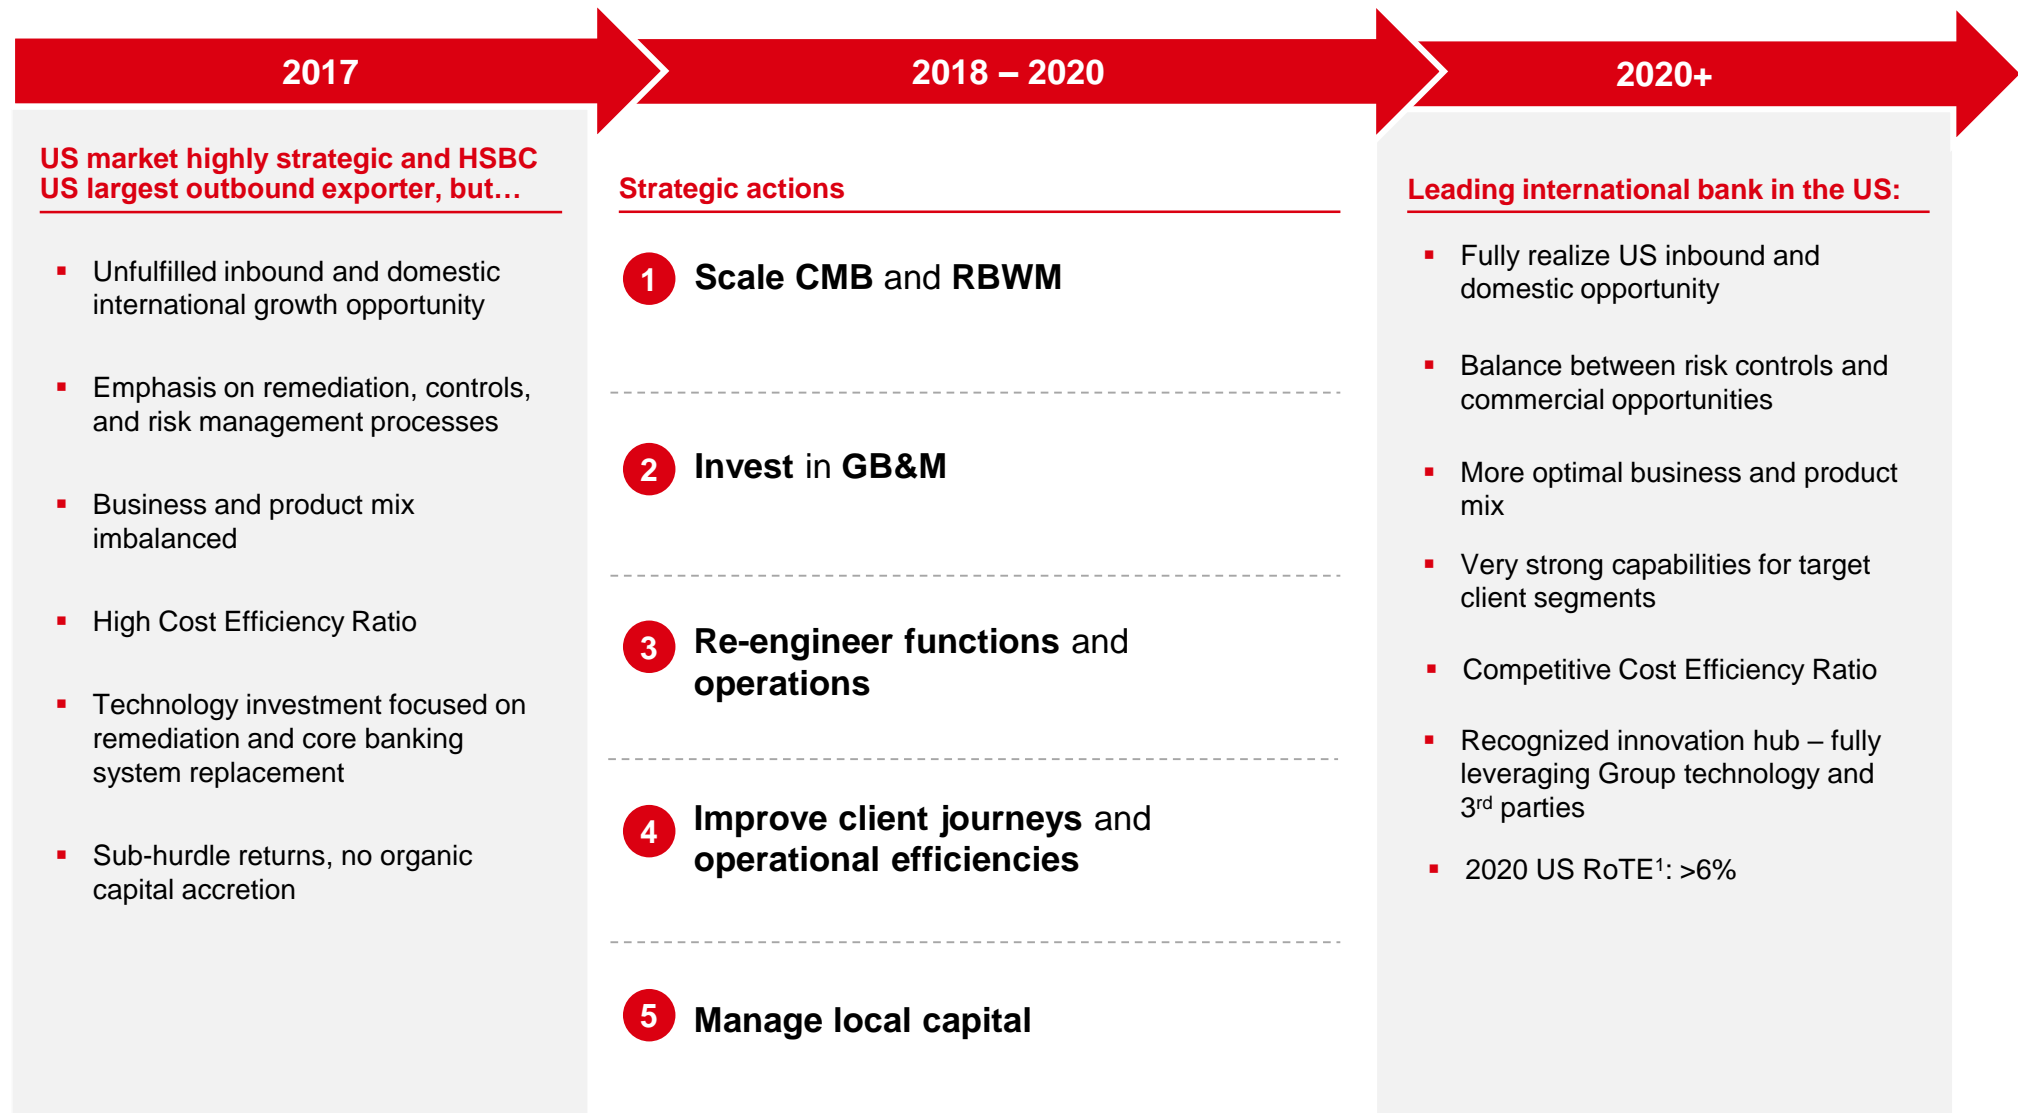 2017
2018 – 2020
2020+
US market highly strategic and HSBC
US largest outbound exporter, but…
▪ Unfulfilled inbound and domestic
international growth opportunity
▪ Emphasis on remediation, controls,
and risk management processes
▪ Business and product mix
imbalanced
▪ High Cost Efficiency Ratio
▪ Technology investment focused on
remediation and core banking
system replacement
▪ Sub-hurdle returns, no organic
capital accretion
Strategic actions
1 Scale CMB and RBWM
2 Invest in GB&M
3 Re-engineer functions and
operations
4 Improve client journeys and
operational efficiencies
5 Manage local capital
Leading international bank in the US:
▪ Fully realize US inbound and
domestic opportunity
▪ Balance between risk controls and
commercial opportunities
▪ More optimal business and product
mix
▪ Very strong capabilities for target
client segments
▪ Competitive Cost Efficiency Ratio
▪ Recognized innovation hub – fully
leveraging Group technology and
3rd parties
▪ 2020 US RoTE¹: >6%